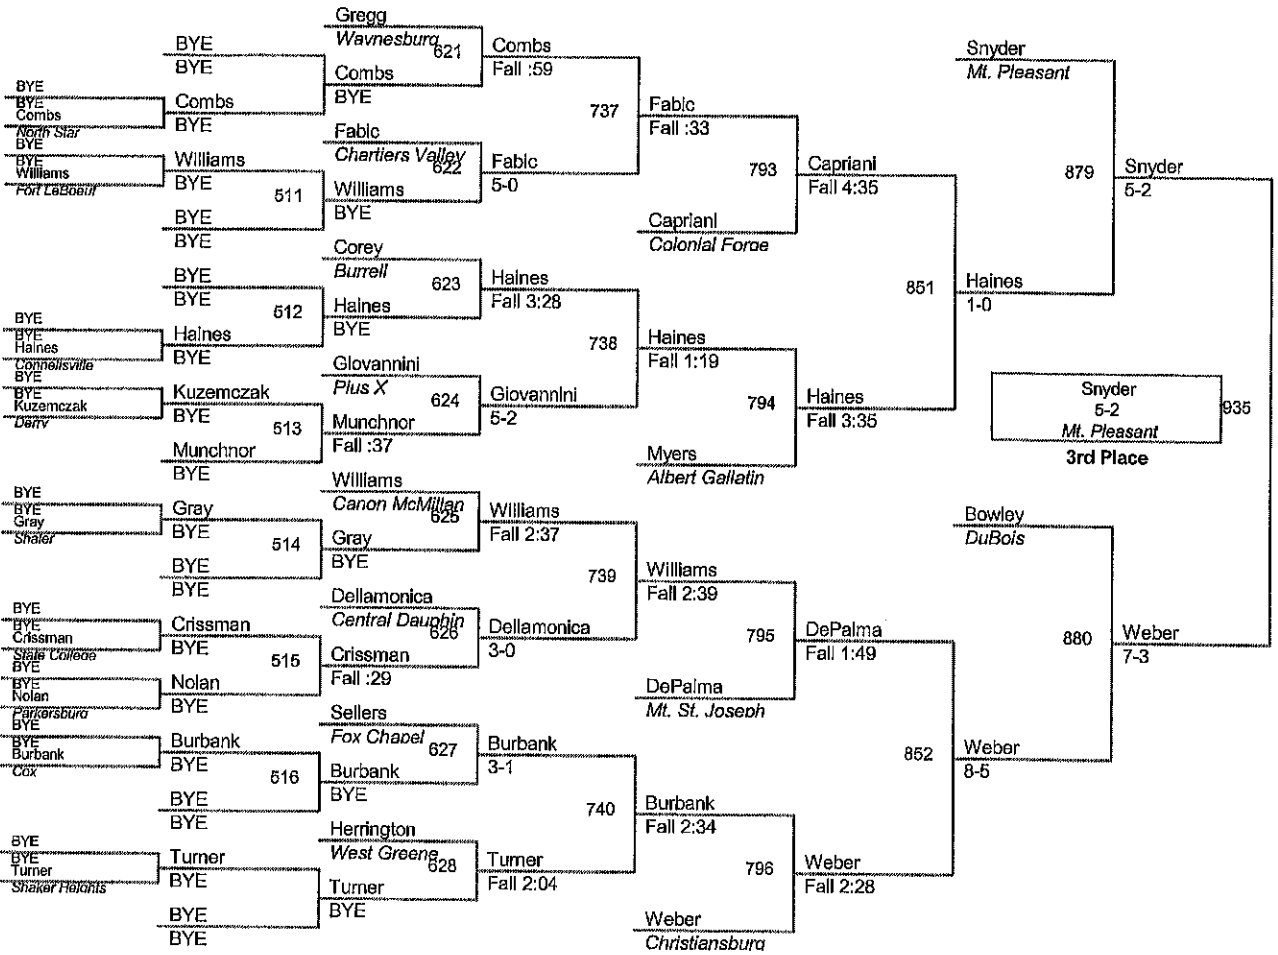 BYE
BYE
Combs
North Star
BYE
BYE
Williams
Fort LeBoeuf
BYE
BYE
Haines
Connellsville
BYE
BYE
Kuzemczak
Derry
BYE
BYE
Gray
Shaler
BYE
BYE
Crissman
State College
BYE
BYE
Nolan
Parkersburg
BYE
BYE
Burbank
Cox
BYE
BYE
Turner
Shaker Heights
BYE
BYE
Combs
BYE
Williams
BYE
511
BYE
BYE
BYE
BYE
512
Haines
BYE
Kuzemczak
BYE
513
Munchnor
BYE
Gray
BYE
514
BYE
BYE
Crissman
BYE
515
Nolan
BYE
Burbank
BYE
516
BYE
BYE
Turner
BYE
BYE
BYE
Gregg
Waynesburg
621
Combs
BYE
Fabic
Chartiers Valley
622
Williams
BYE
Corey
Burrell
623
Haines
BYE
Giovannini
Plus X
624
Munchnor
Fall :37
Williams
Canon McMillan
625
Gray
BYE
Dellamonica
Central Dauphin
626
Crissman
Fall :29
Sellers
Fox Chapel
627
Burbank
BYE
Herrington
West Greene
628
Turner
BYE
Combs
Fall :59
737
Fabic
5-0
Haines
Fall 3:28
738
Giovannini
5-2
Williams
Fall 2:37
739
Dellamonica
3-0
Burbank
3-1
740
Turner
Fall 2:04
Fabic
Fall :33
793
Capriani
Colonial Forge
Haines
Fall 1:19
794
Myers
Albert Gallatin
Williams
Fall 2:39
795
DePalma
Mt. St. Joseph
Burbank
Fall 2:34
796
Weber
Christiansburg
Capriani
Fall 4:35
851
Haines
Fall 3:35
DePalma
Fall 1:49
852
Weber
Fall 2:28
Snyder
Mt. Pleasant
879
Haines
1-0
Bowley
DuBois
880
Weber
8-5
Snyder
5-2
Snyder
5-2
Mt. Pleasant
935
3rd Place
Weber
7-3